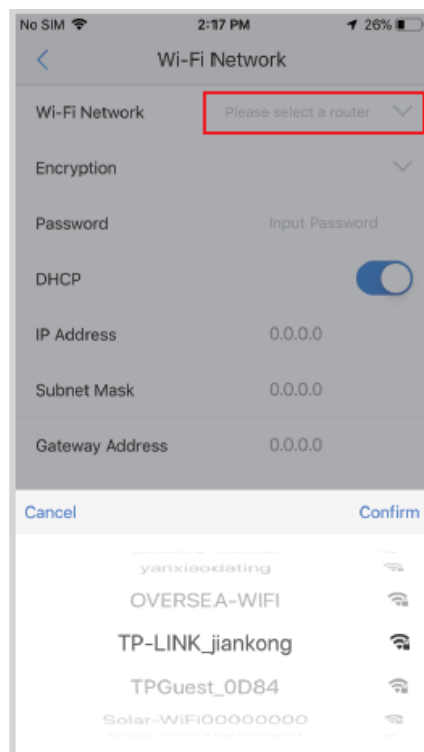 No SIM 2:17 PM 26%
Wi-Fi Network
Wi-Fi Network Please select a router
Encryption
Password Input Password
DHCP
IP Address 0.0.0.0
Subnet Mask 0.0.0.0
Gateway Address 0.0.0.0
Cancel Confirm
yanxiaodating
OVERSEA-WIFI
TP-LINK_jiankong
TPGuest_0D84
Solar-WiFi00000000